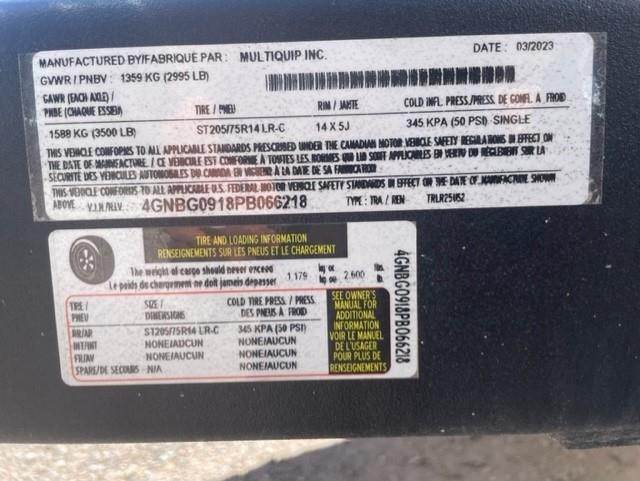 MANUFACTURED BY/FABRIQUE PAR : MULTIQUIP INC. DATE : 03/2023
GVWR / PNBV : 1359 KG (2995 LB)
GAWR (EACH AXLE) /
PNBE (CHAQUE ESSIEU) TIRE / PNEU RIM / JANTE COLD INFL. PRESS./PRESS. DE GONFL. A FROID
1588 KG (3500 LB) ST205/75R14 LR-C 14 X 5J 345 KPA (50 PSI) SINGLE
THIS VEHICLE CONFORMS TO ALL APPLICABLE STANDARDS PRESCRIBED UNDER THE CANADIAN MOTOR VEHICLE SAFETY REGULATIONS IN EFFECT ON
THE DATE OF MANUFACTURE. / CE VEHICULE EST CONFORME À TOUTES LES NORMES QUI LUI SONT APPLICABLES EN VERTU DU RÈGLEMENT SUR LA
SÉCURITÉ DES VÉHICULES AUTOMOBILES DU CANADA EN VIGUEUR À LA DATE DE SA FABRICATION
THIS VEHICLE CONFORMS TO ALL APPLICABLE U.S. FEDERAL MOTOR VEHICLE SAFETY STANDARDS IN EFFECT ON THE DATE OF MANUFACTURE SHOWN
ABOVE V.I.N./N.I.V. 4GNBG0918PB066218 TYPE : TRA / REM TRLR25US2
TIRE AND LOADING INFORMATION
RENSEIGNEMENTS SUR LES PNEUS ET LE CHARGEMENT
The weight of cargo should never exceed 1,179 kg or 2,600 lbs.
Le poids du chargement ne doit jamais depasser kg ou lb.
TIRE / PNEU SIZE / DIMENSIONS COLD TIRE PRESS. / PRESS. DES PNEUS À FROID
RR/AR ST205/75R14 LR-C 345 KPA (50 PSI)
INT/INT NONE/AUCUN NONE/AUCUN
FR/AV NONE/AUCUN NONE/AUCUN
SPARE/DE SECOURS N/A NONE/AUCUN
SEE OWNER'S
MANUAL FOR
ADDITIONAL
INFORMATION
VOIR LE MANUEL
DE L'USAGER
POUR PLUS DE
RENSEIGNEMENTS
4GNBG0918PB066218